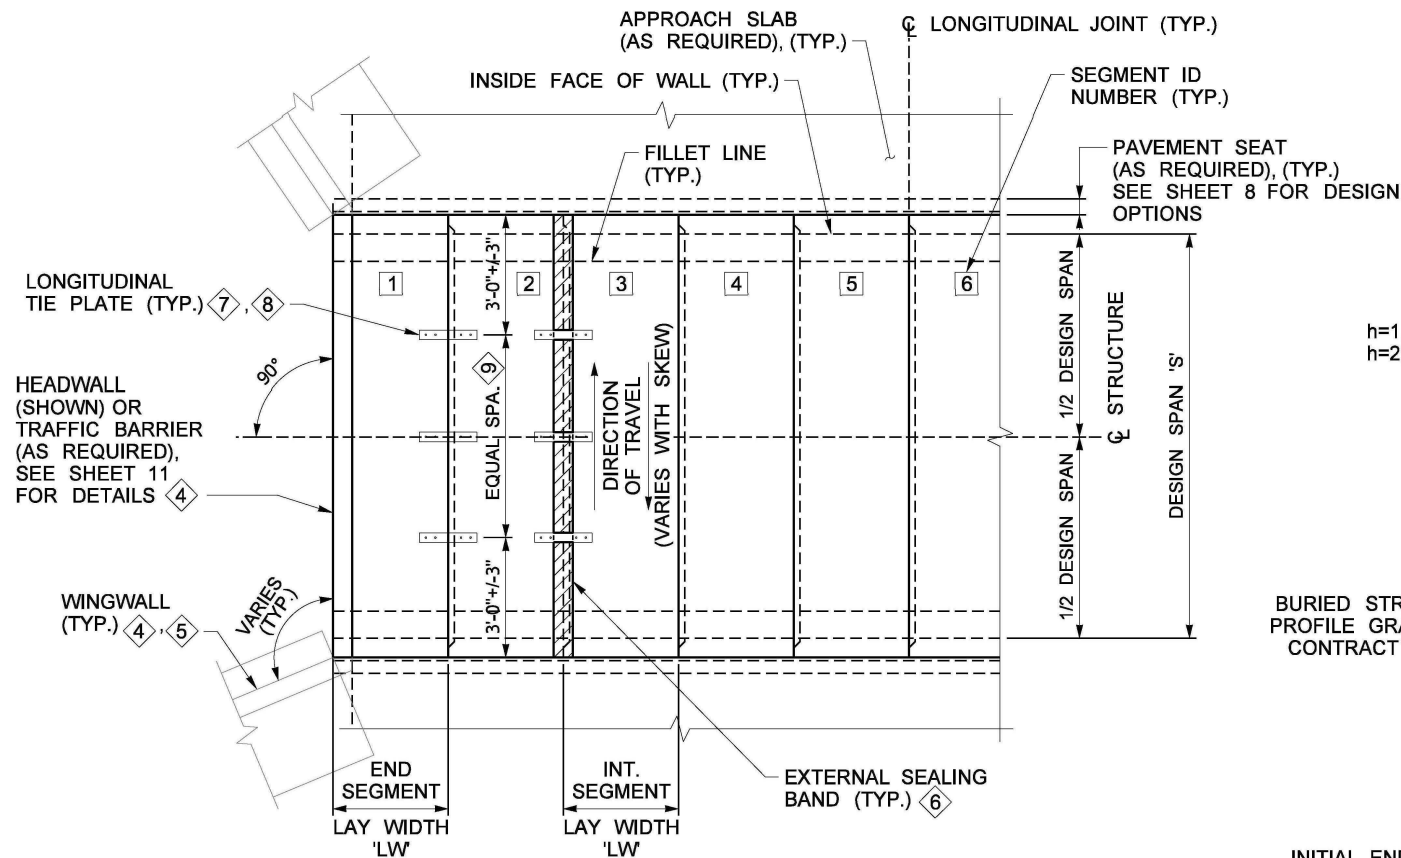 APPROACH SLAB
(AS REQUIRED), (TYP.)
℄ LONGITUDINAL JOINT (TYP.)
INSIDE FACE OF WALL (TYP.)
SEGMENT ID
NUMBER (TYP.)
FILLET LINE
(TYP.)
PAVEMENT SEAT
(AS REQUIRED), (TYP.)
SEE SHEET 8 FOR DESIGN
OPTIONS
LONGITUDINAL
TIE PLATE (TYP.) 7, 8
1
2
3
4
5
6
3'-0"+/-3"
9
EQUAL SPA.
3'-0"+/-3"
DIRECTION
OF TRAVEL
(VARIES WITH SKEW)
1/2 DESIGN SPAN
1/2 DESIGN SPAN
℄ STRUCTURE
DESIGN SPAN 'S'
h=1
h=2
90°
HEADWALL
(SHOWN) OR
TRAFFIC BARRIER
(AS REQUIRED),
SEE SHEET 11
FOR DETAILS 4
WINGWALL
(TYP.) 4, 5
VARIES
(TYP.)
BURIED STR
PROFILE GRA
CONTRACT
END
SEGMENT
LAY WIDTH
'LW'
INT.
SEGMENT
LAY WIDTH
'LW'
EXTERNAL SEALING
BAND (TYP.) 6
INITIAL END